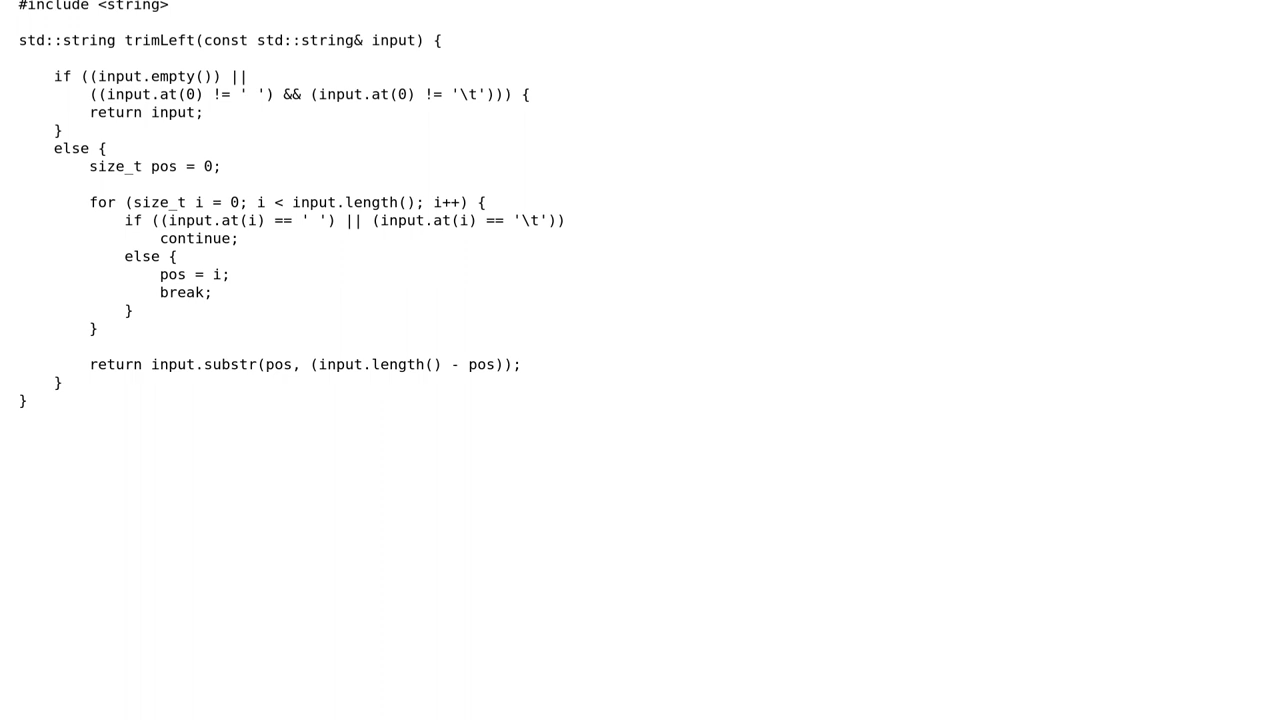 #include <string>
std::string trimLeft(const std::string& input) {
if ((input.empty()) ||
((input.at(0) != ' ') && (input.at(0) != '\t'))) {
return input;
}
else {
size_t pos = 0;
for (size_t i = 0; i < input.length(); i++) {
if ((input.at(i) == ' ') || (input.at(i) == '\t'))
continue;
else {
pos = i;
break;
}
}
return input.substr(pos, (input.length() - pos));
}
}